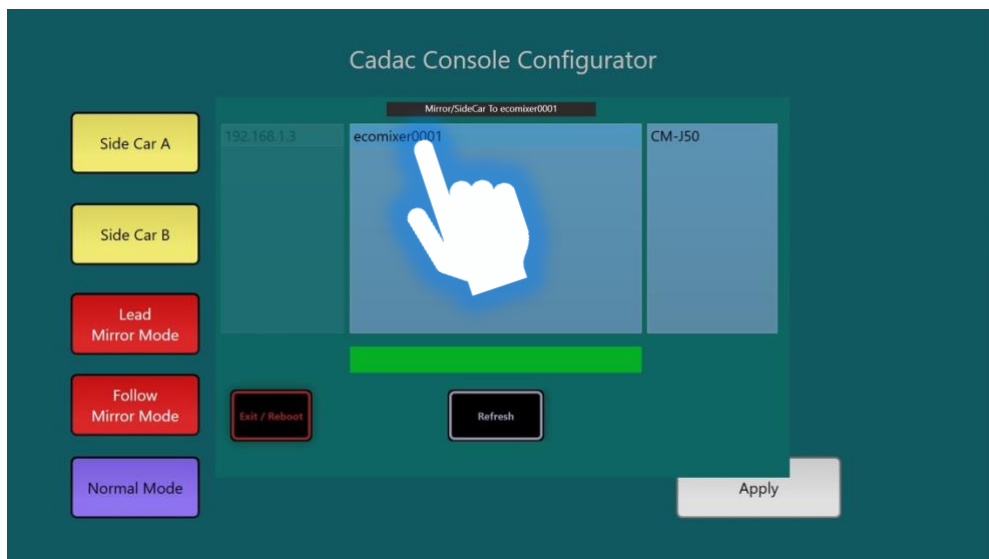 Cadac Console Configurator
Mirror/SideCar To ecomixer0001
Side Car A
192.168.1.3
ecomixer0001
CM-J50
Side Car B
Lead
Mirror Mode
Follow
Mirror Mode
Exit / Reboot
Refresh
Normal Mode
Apply